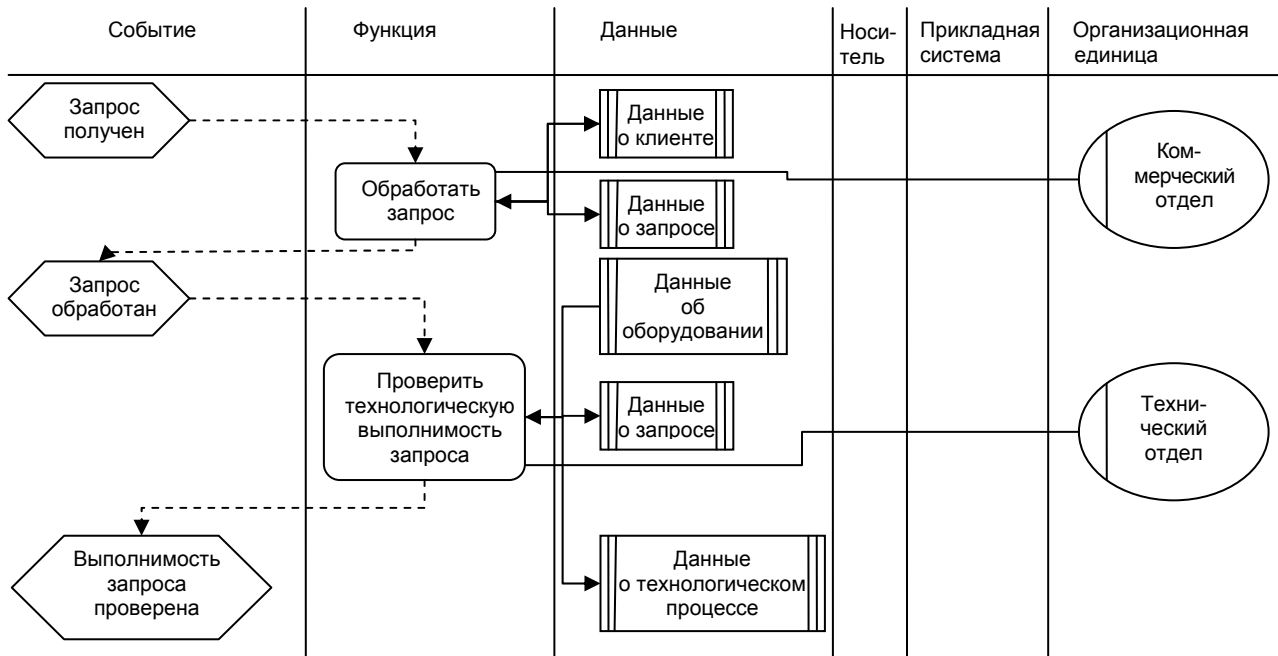 Событие
Функция
Данные
Носи-
тель
Прикладная
система
Организационная
единица
Запрос
получен
Данные
о клиенте
Ком-
мерческий
отдел
Обработать
запрос
Данные
о запросе
Запрос
обработан
Данные
об
оборудовании
Проверить
технологическую
выполнимость
запроса
Данные
о запросе
Техни-
ческий
отдел
Выполнимость
запроса
проверена
Данные
о технологическом
процессе